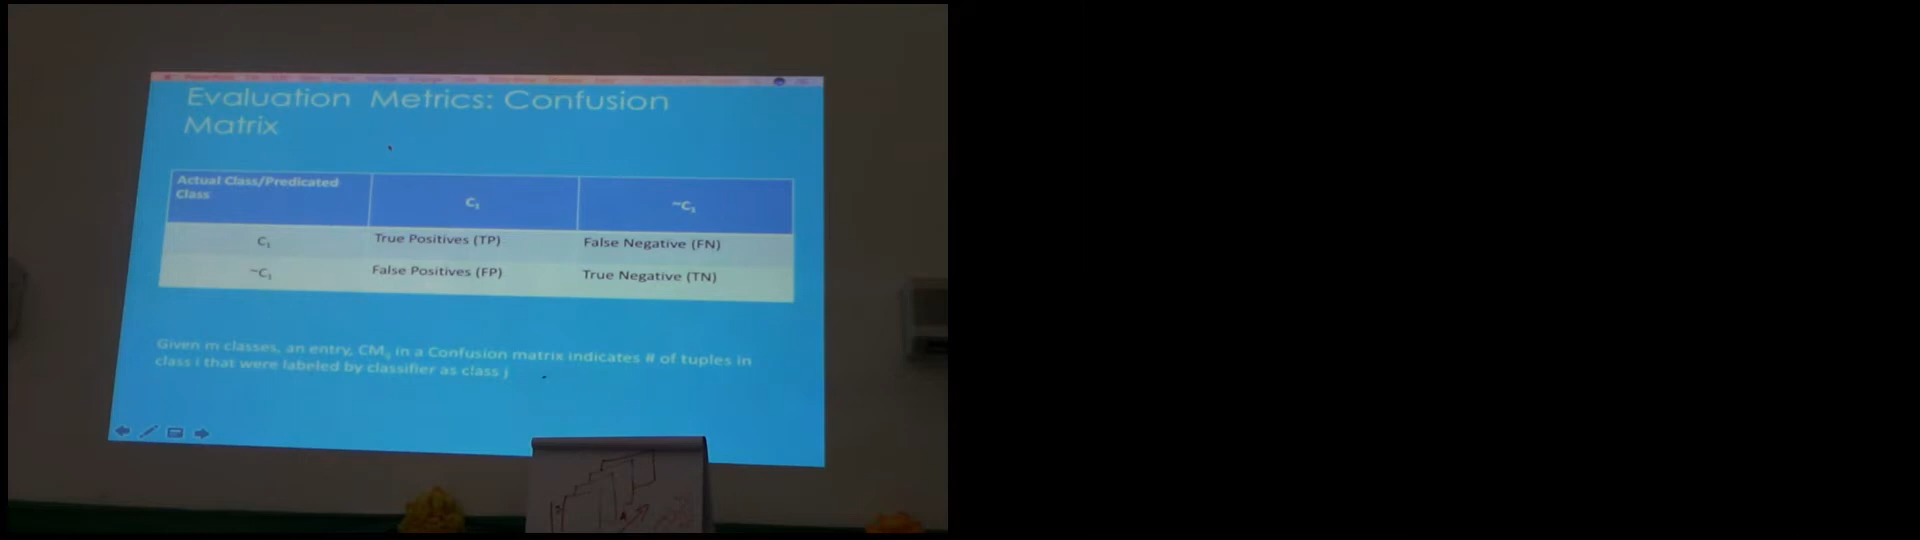 Evaluation Metrics: Confusion
Matrix
Actual Class/Predicated
Class
C₁
~C₁
C₁
True Positives (TP)
False Negative (FN)
~C₁
False Positives (FP)
True Negative (TN)
Given m classes, an entry, CM in a Confusion matrix indicates # of tuples in
class i that were labeled by classifier as class j